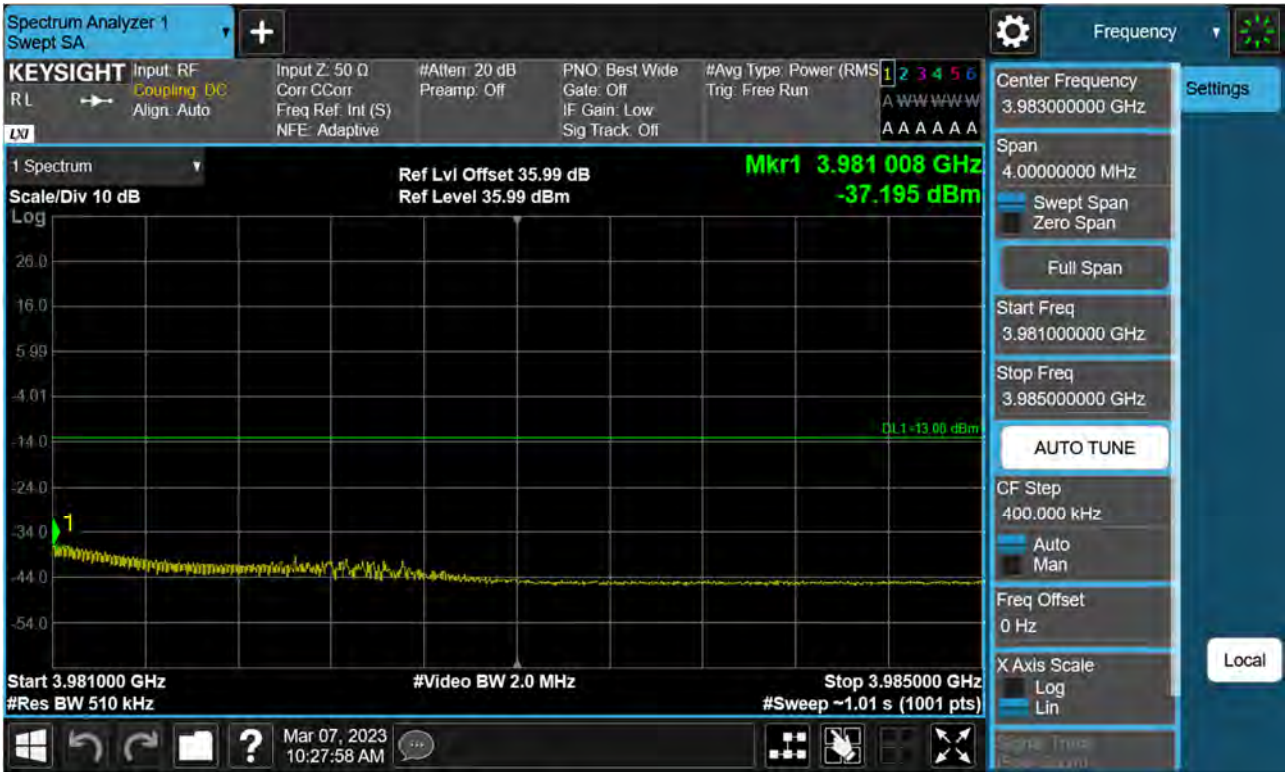 Spectrum Analyzer 1
Swept SA
+
Frequency
KEYSIGHT
RL
LXI
Input: RF
Coupling: DC
Align: Auto
Input Z: 50 Ω
Corr CCorr
Freq Ref: Int (S)
NFE: Adaptive
#Atten: 20 dB
Preamp: Off
PNO: Best Wide
Gate: Off
IF Gain: Low
Sig Track: Off
#Avg Type: Power (RMS
Trig: Free Run
1 2 3 4 5 6
A W W W W W
A A A A A A
1 Spectrum
Scale/Div 10 dB
Log
Ref Lvl Offset 35.99 dB
Ref Level 35.99 dBm
Mkr1 3.981 008 GHz
-37.195 dBm
26.0
16.0
5.99
-4.01
-14.0
-24.0
-34.0
-44.0
-54.0
DL1 -13.00 dBm
1
Start 3.981000 GHz
#Res BW 510 kHz
#Video BW 2.0 MHz
Stop 3.985000 GHz
#Sweep ~1.01 s (1001 pts)
Center Frequency
3.983000000 GHz
Span
4.00000000 MHz
Swept Span
Zero Span
Full Span
Start Freq
3.981000000 GHz
Stop Freq
3.985000000 GHz
AUTO TUNE
CF Step
400.000 kHz
Auto
Man
Freq Offset
0 Hz
X Axis Scale
Log
Lin
Settings
Local
?
Mar 07, 2023
10:27:58 AM